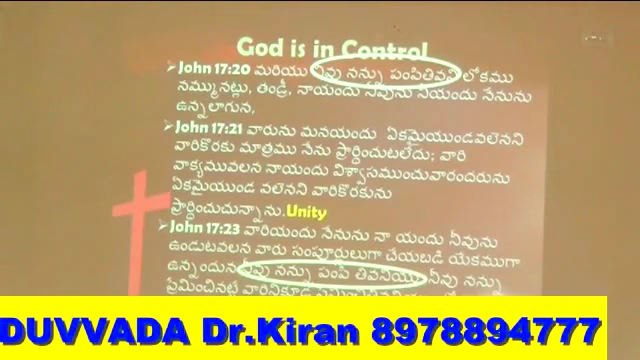 God is in Control
➢John 17:20 మరియు నీవు నన్ను పంపితివని లోకము
నమ్మునట్లు, తండ్రీ, నాయందు నీవును నీయందు నేనును
ఉన్నలాగున,
➢John 17:21 వారును మనయందు ఏకమైయుండవలెనని
వారికొరకు మాత్రము నేను ప్రార్థించుటలేదు; వారి
వాక్యమువలన నాయందు విశ్వాసముంచువారందరును
ఏకమైయుండ వలెనని వారికొరకును
ప్రార్థించుచున్నాను.Unity
➢John 17:23 వారియందు నేనును నా యందు నీవును
ఉండుటవలన వారు సంపూర్ణులుగా చేయబడి యేకముగా
ఉన్నందున నీవు నన్ను పంపి తివనియు నీవు నన్ను
ప్రేమించినట్టే వారినికూడ
DUVVADA Dr.Kiran 8978894777